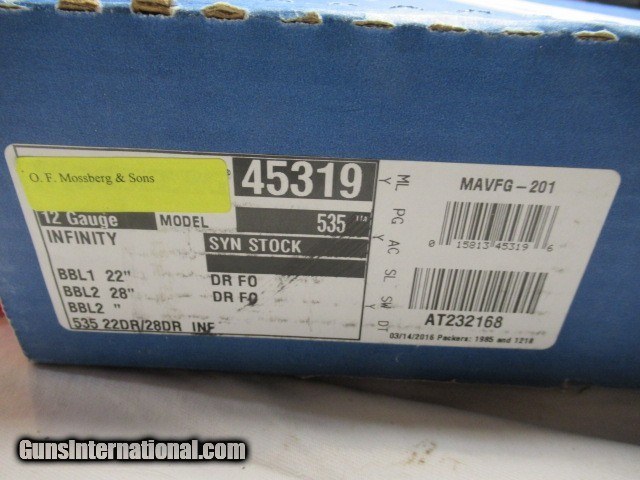 O. F. Mossberg & Sons
45319
12 Gauge MODEL 535
INFINITY SYN STOCK
BBL1 22" DR FO
BBL2 28" DR FO
BBL2 "
535 22DR/28DR INF
ML PG AC SL SW DT
Y Y Y
MAVFG-201
0 15813 45319 6
AT232168
03/14/2016 Packers: 1995 and 1218
GunsInternational.com